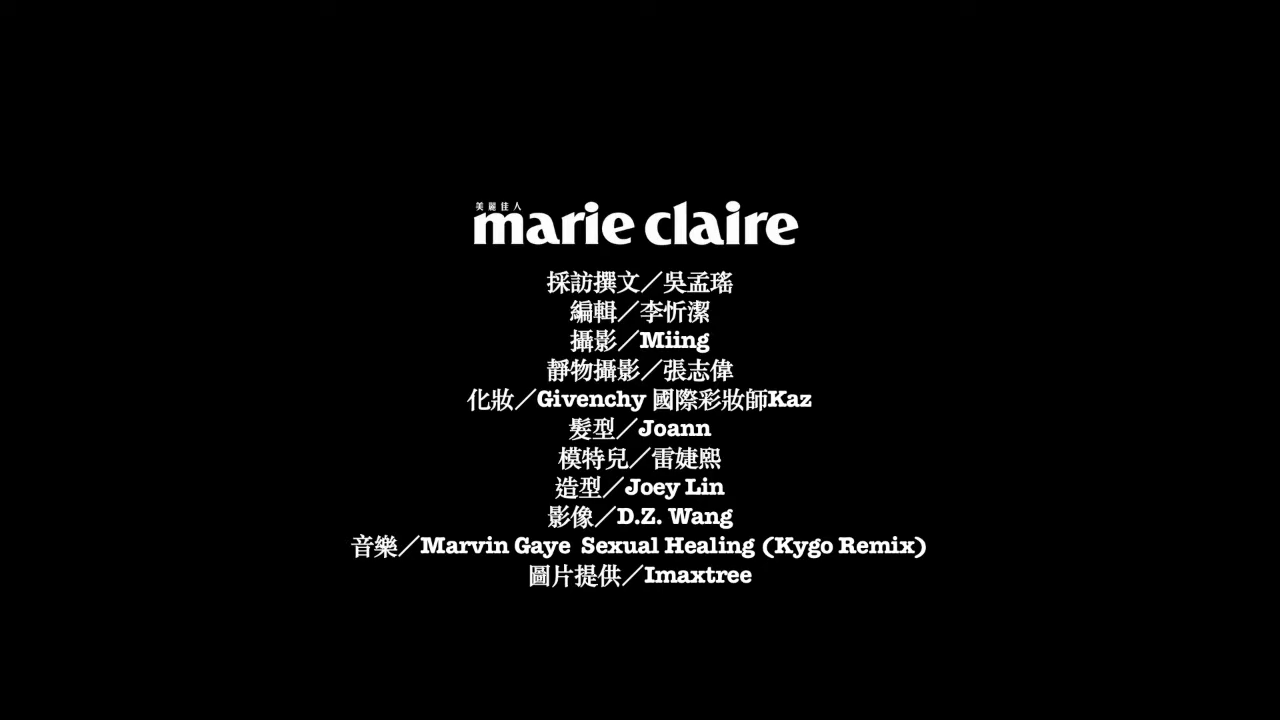 美麗佳人
marie claire
採訪撰文／吳孟瑤
編輯／李忻潔
攝影／Miing
靜物攝影／張志偉
化妝／Givenchy 國際彩妝師Kaz
髮型／Joann
模特兒／雷婕熙
造型／Joey Lin
影像／D.Z. Wang
音樂／Marvin Gaye Sexual Healing (Kygo Remix)
圖片提供／Imaxtree